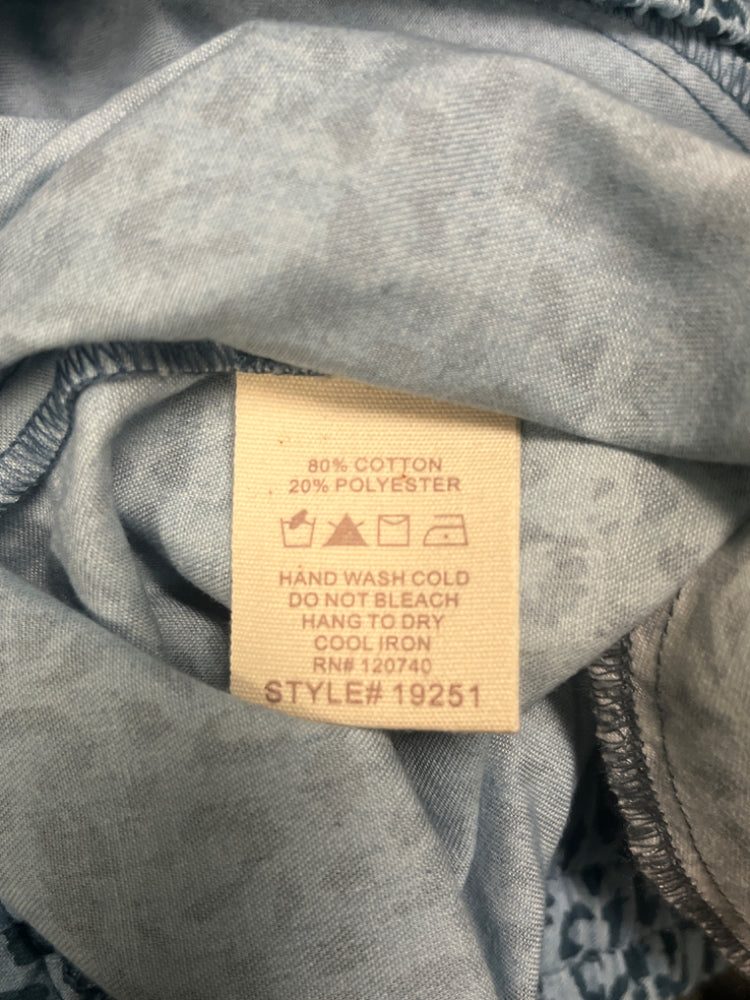 80% COTTON
20% POLYESTER
HAND WASH COLD
DO NOT BLEACH
HANG TO DRY
COOL IRON
RN# 120740
STYLE# 19251